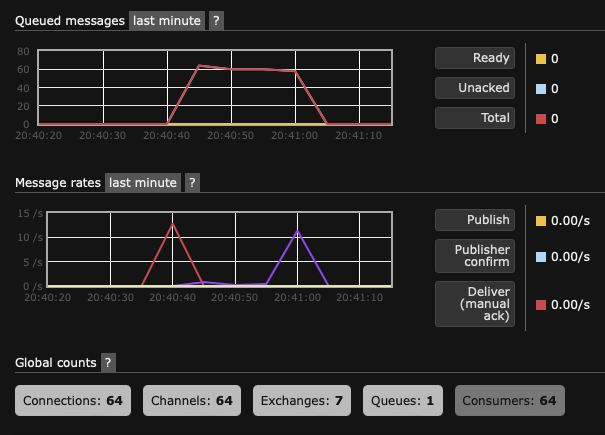 Queued messages last minute ?
80
60
40
20
0
20:40:20 20:40:30 20:40:40 20:40:50 20:41:00 20:41:10
Ready 0
Unacked 0
Total 0
Message rates last minute ?
15 /s
10 /s
5 /s
0 /s
20:40:20 20:40:30 20:40:40 20:40:50 20:41:00 20:41:10
Publish 0.00/s
Publisher
confirm 0.00/s
Deliver
(manual 0.00/s
ack)
Global counts ?
Connections: 64 Channels: 64 Exchanges: 7 Queues: 1 Consumers: 64